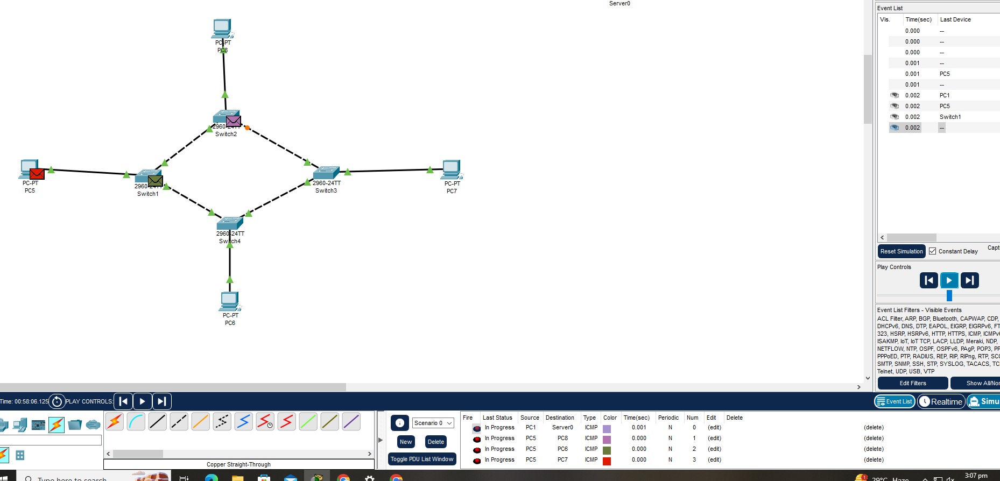 Server0
PC-PT
PC8
2960-24TT
Switch2
PC-PT
PC5
2960-24TT
Switch1
2960-24TT
Switch3
PC-PT
PC7
2960-24TT
Switch4
PC-PT
PC6
Event List
Vis. Time(sec) Last Device
0.000 --
0.000 --
0.000 --
0.001 --
0.001 PC5
0.001 --
0.002 PC1
0.002 PC5
0.002 Switch1
0.002 --
Reset Simulation Constant Delay Capt
Play Controls
Event List Filters - Visible Events
ACL Filter, ARP, BGP, Bluetooth, CAPWAP, CDP,
DHCPv6, DNS, DTP, EAPOL, EIGRP, EIGRPv6, FT
323, HSRP, HSRPv6, HTTP, HTTPS, ICMP, ICMPv6
ISAKMP, IoT, IoT TCP, LACP, LLDP, Meraki, NDP,
NETFLOW, NTP, OSPF, OSPFv6, PAgP, POP3, PP
PPPoED, PTP, RADIUS, REP, RIP, RIPng, RTP, SCC
SMTP, SNMP, SSH, STP, SYSLOG, TACACS, TC
Telnet, UDP, USB, VTP
Edit Filters Show All/Non
Time: 00:58:06.125 PLAY CONTROLS: Event List Realtime Simu
Scenario 0
New Delete
Toggle PDU List Window
Copper Straight-Through
Fire Last Status Source Destination Type Color Time(sec) Periodic Num Edit Delete
In Progress PC1 Server0 ICMP 0.001 N 0 (edit) (delete)
In Progress PC5 PC8 ICMP 0.000 N 1 (edit) (delete)
In Progress PC5 PC6 ICMP 0.000 N 2 (edit) (delete)
In Progress PC5 PC7 ICMP 0.000 N 3 (edit) (delete)
Type here to search
1
29°C Haze
3:07 pm